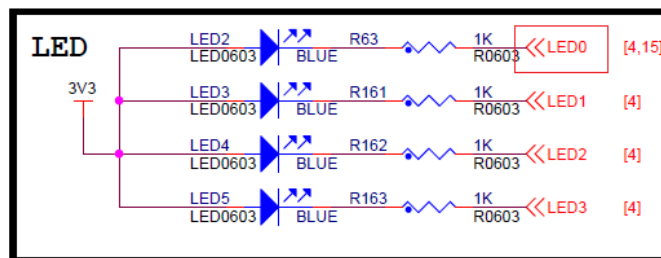 LED
3V3
LED2 R63 1K LED0 [4,15]
LED0603 BLUE R0603
LED3 R161 1K LED1 [4]
LED0603 BLUE R0603
LED4 R162 1K LED2 [4]
LED0603 BLUE R0603
LED5 R163 1K LED3 [4]
LED0603 BLUE R0603